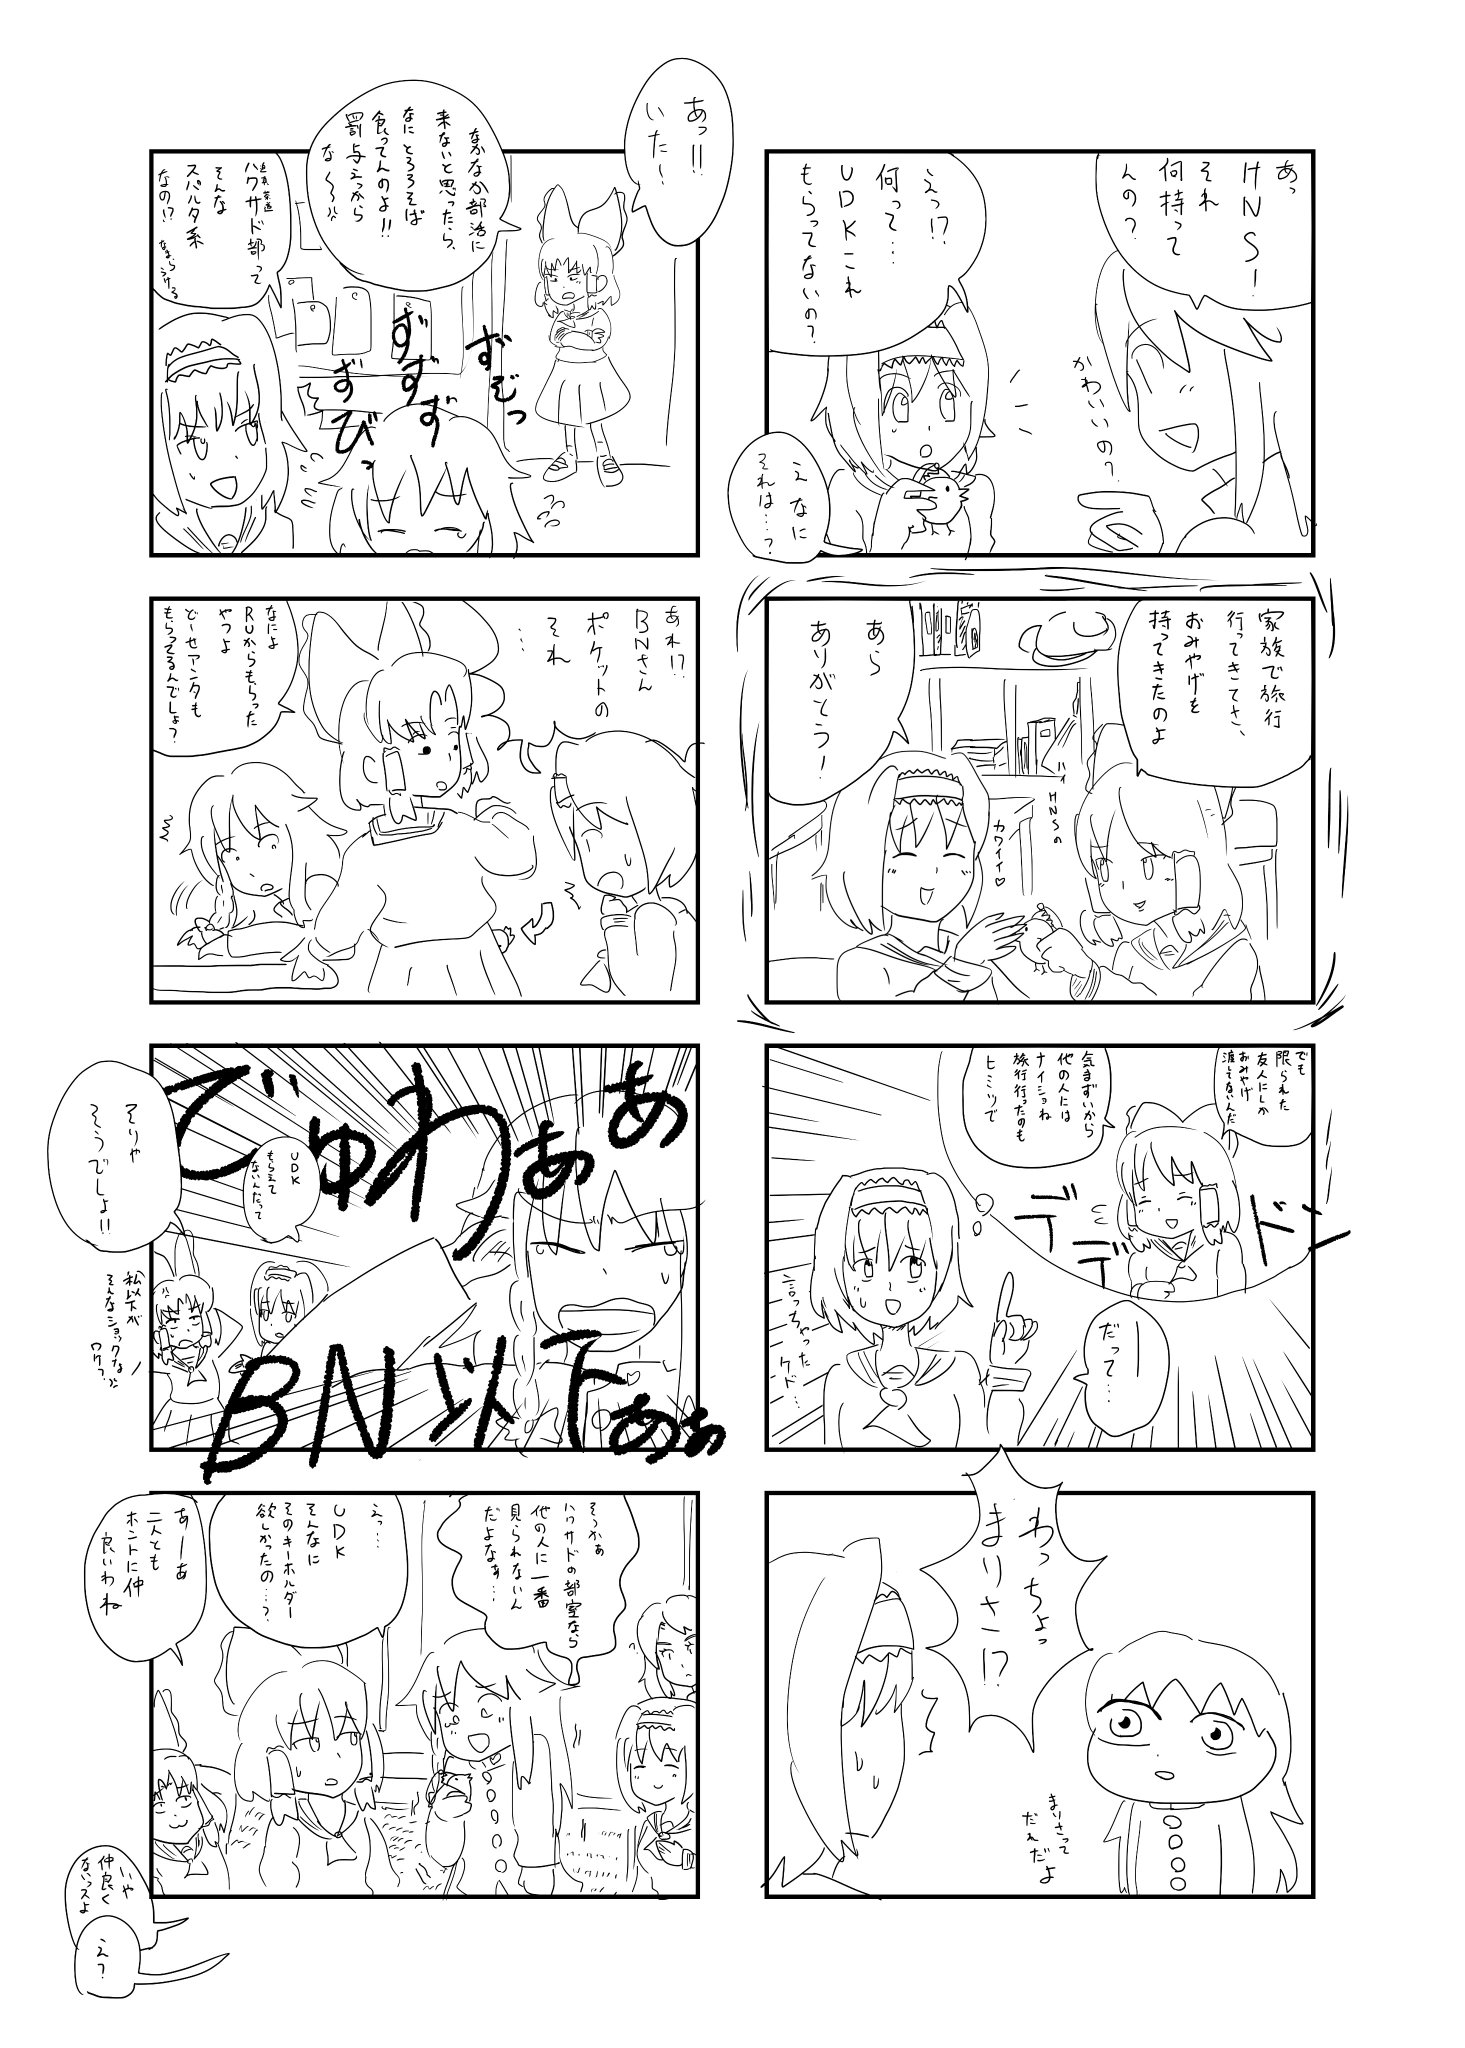 あっ
HNS!
それ
何持って
んの?
えっ!?
何って…
UDKこれ
もらってないの?
かわいいの?
え なに
それは…?
家族で旅行
行ってきてさ、
おみやげを
持ってきたのよ
あら
ありがとう!
HNSの
カワイイ♡
でも
限られた
友人にしか
おみやげ
渡してないんだ
気まずいから
他の人には
ナイショね
旅行行ったのも
ヒミツで
デデデドン
だって…
言っちゃった
ケド…
わっちょっ
まりさ!?
まりさって
だれだよ
あっ!!
いた!
なかなか部活に
来ないと思ったら、
なにとろろそば
食ってんのよ!!
罰与えっから
な〜〜
ハクサド部って
そんな
スパルタ系
なの!?
ずぞっ
ずずず
ずび
あれ!?
BNさん
ポケットの
それ
…
なによ
RUからもらった
やつよ
どーせアンタも
もらってるんでしょ?
でゅわぁぁあ
BN以下ああぁ
UDK
もらえて
ないんだって
そりゃ
そうでしょ!!
私以下が
そんなショックな
ワケ?
そっかぁ
ハクサドの部室なら
他の人に一番
見られないん
だよなぁ…
えっ…
UDK
そんなに
そのキーホルダー
欲しかったの…?
あーあ
二人とも
ホントに仲
良いわね
いや
仲良く
ないっスよ
え?